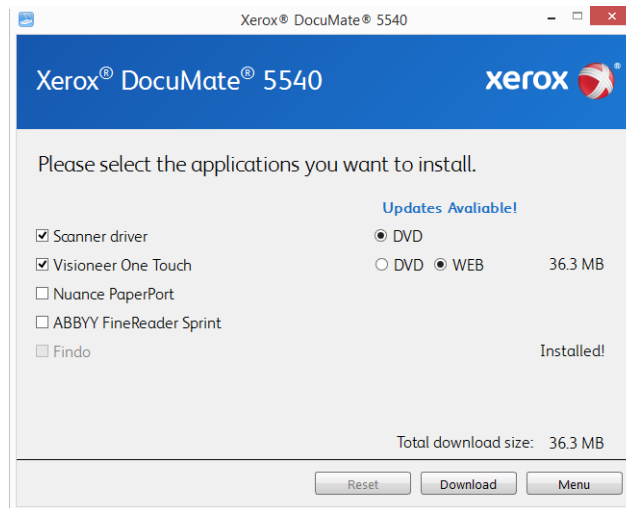 Xerox® DocuMate® 5540
Xerox® DocuMate® 5540
xerox ®
Please select the applications you want to install.
Updates Avaliable!
Scanner driver DVD
Visioneer One Touch DVD WEB 36.3 MB
Nuance PaperPort
ABBYY FineReader Sprint
Findo Installed!
Total download size: 36.3 MB
Reset Download Menu